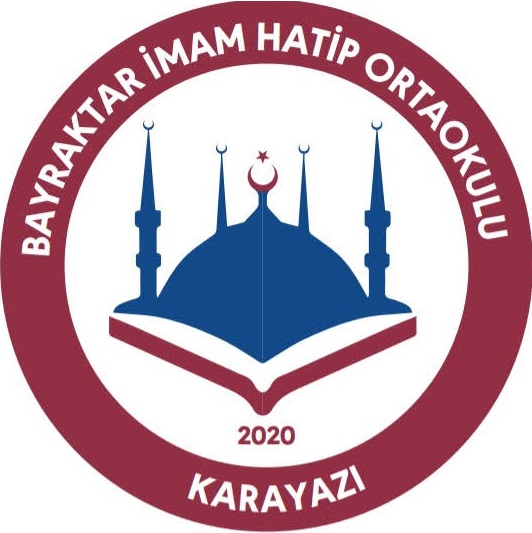 BAYRAKTAR İMAM HATİP ORTAOKULU
2020
KARAYAZI